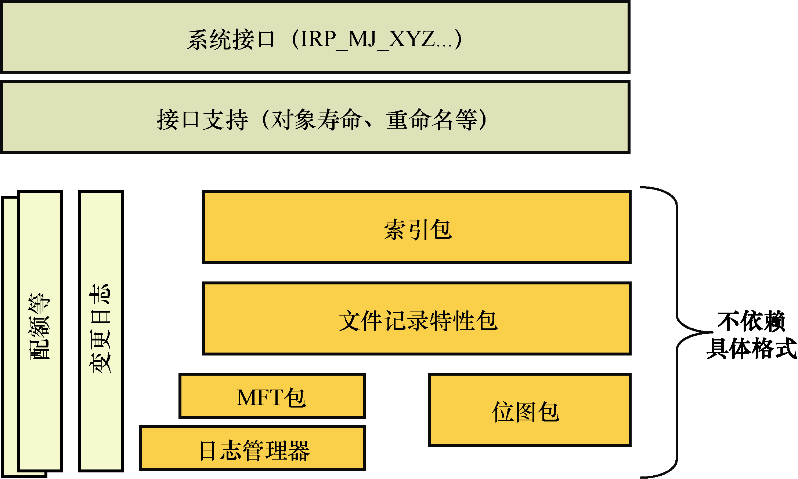 系统接口（IRP_MJ_XYZ...）
接口支持（对象寿命、重命名等）
配额等
变更日志
索引包
文件记录特性包
MFT包
日志管理器
位图包
不依赖
具体格式